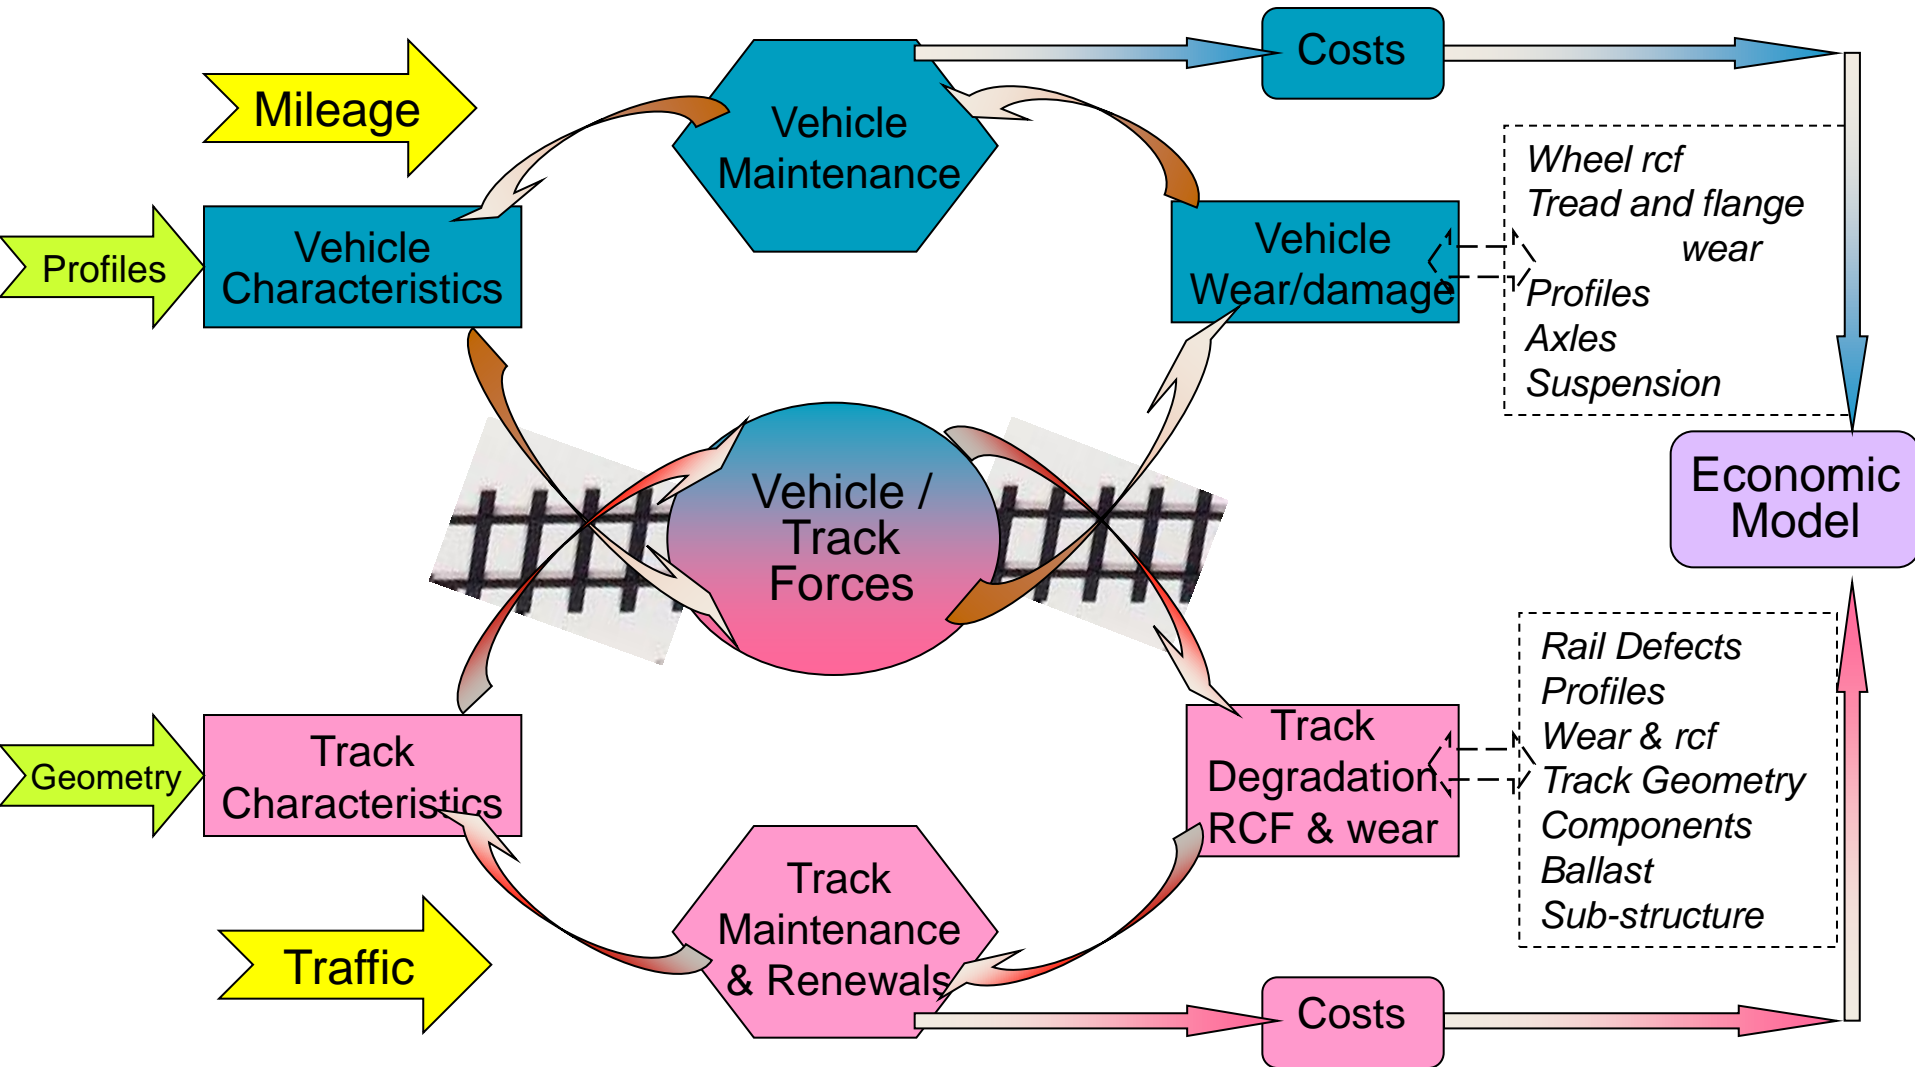 Costs
Mileage
Vehicle
Maintenance
Wheel rcf
Tread and flange
wear
Profiles
Axles
Suspension
Profiles
Vehicle
Characteristics
Vehicle
Wear/damage
Vehicle /
Track
Forces
Economic
Model
Rail Defects
Profiles
Wear & rcf
Track Geometry
Components
Ballast
Sub-structure
Geometry
Track
Characteristics
Track
Degradation
RCF & wear
Track
Maintenance
& Renewals
Traffic
Costs